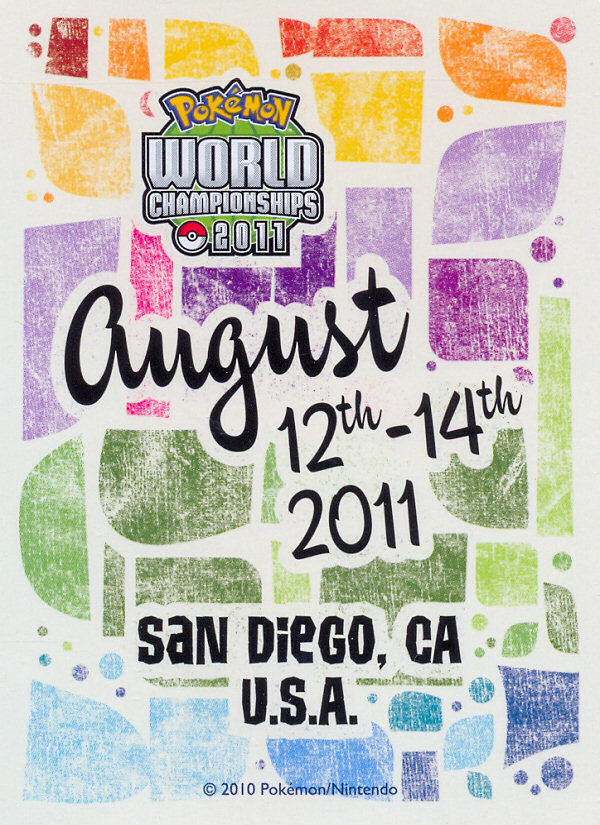 Pokémon
WORLD
CHAMPIONSHIPS
2011
August
12th-14th
2011
SAN DIEGO, CA
U.S.A.
© 2010 Pokémon/Nintendo